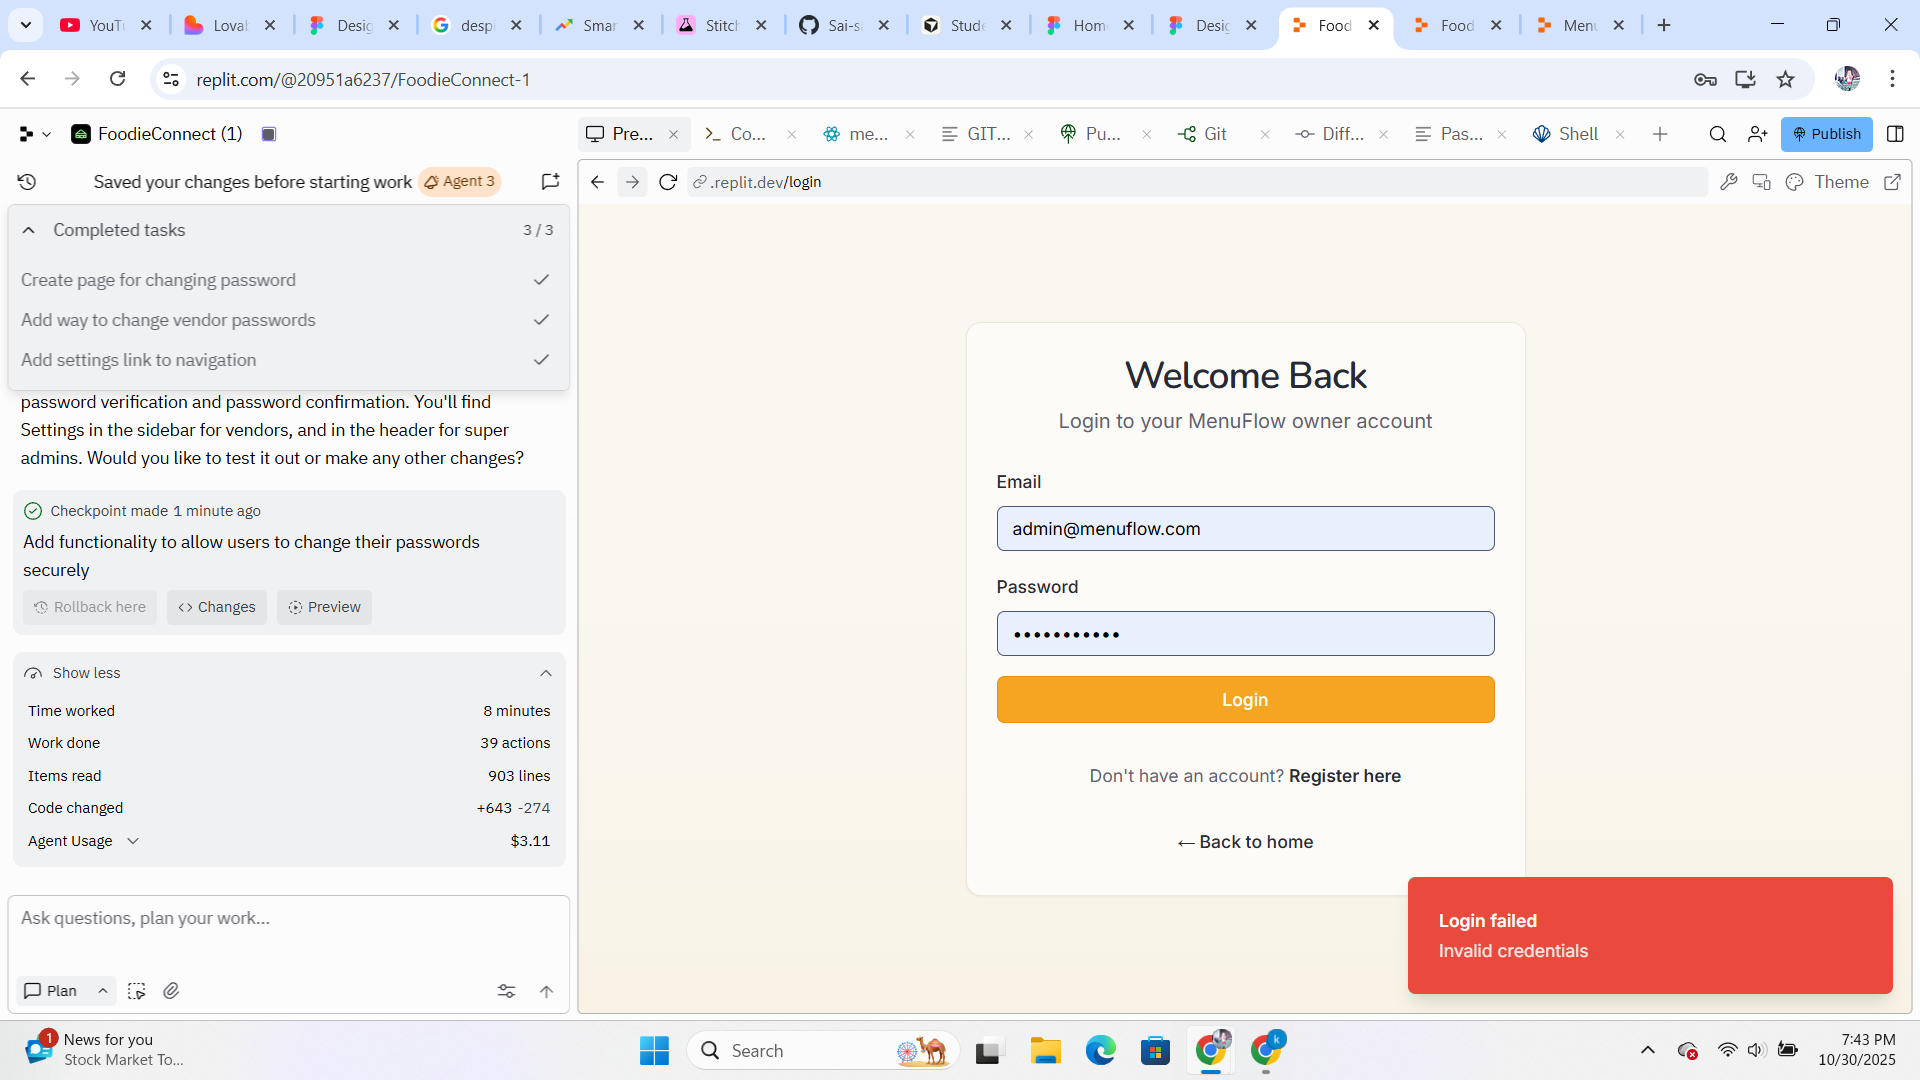 YouTu
Lovab
Desig
desp
Smar
Stitch
Sai-sa
Stude
Home
Desig
Food
Food
Menu
replit.com/@20951a6237/FoodieConnect-1
FoodieConnect (1)
Pre...
Co...
me...
GIT...
Pu...
Git
Diff...
Pas...
Shell
Publish
Saved your changes before starting work
Agent 3
.replit.dev/login
Theme
Completed tasks
3 / 3
Create page for changing password
Add way to change vendor passwords
Add settings link to navigation
password verification and password confirmation. You'll find
Settings in the sidebar for vendors, and in the header for super
admins. Would you like to test it out or make any other changes?
Checkpoint made 1 minute ago
Add functionality to allow users to change their passwords
securely
Rollback here
Changes
Preview
Show less
Time worked
8 minutes
Work done
39 actions
Items read
903 lines
Code changed
+643 -274
Agent Usage
$3.11
Ask questions, plan your work...
Plan
Welcome Back
Login to your MenuFlow owner account
Email
admin@menuflow.com
Password
•••••••••••
Login
Don't have an account? Register here
← Back to home
Login failed
Invalid credentials
1
News for you
Stock Market To...
Search
k
7:43 PM
10/30/2025